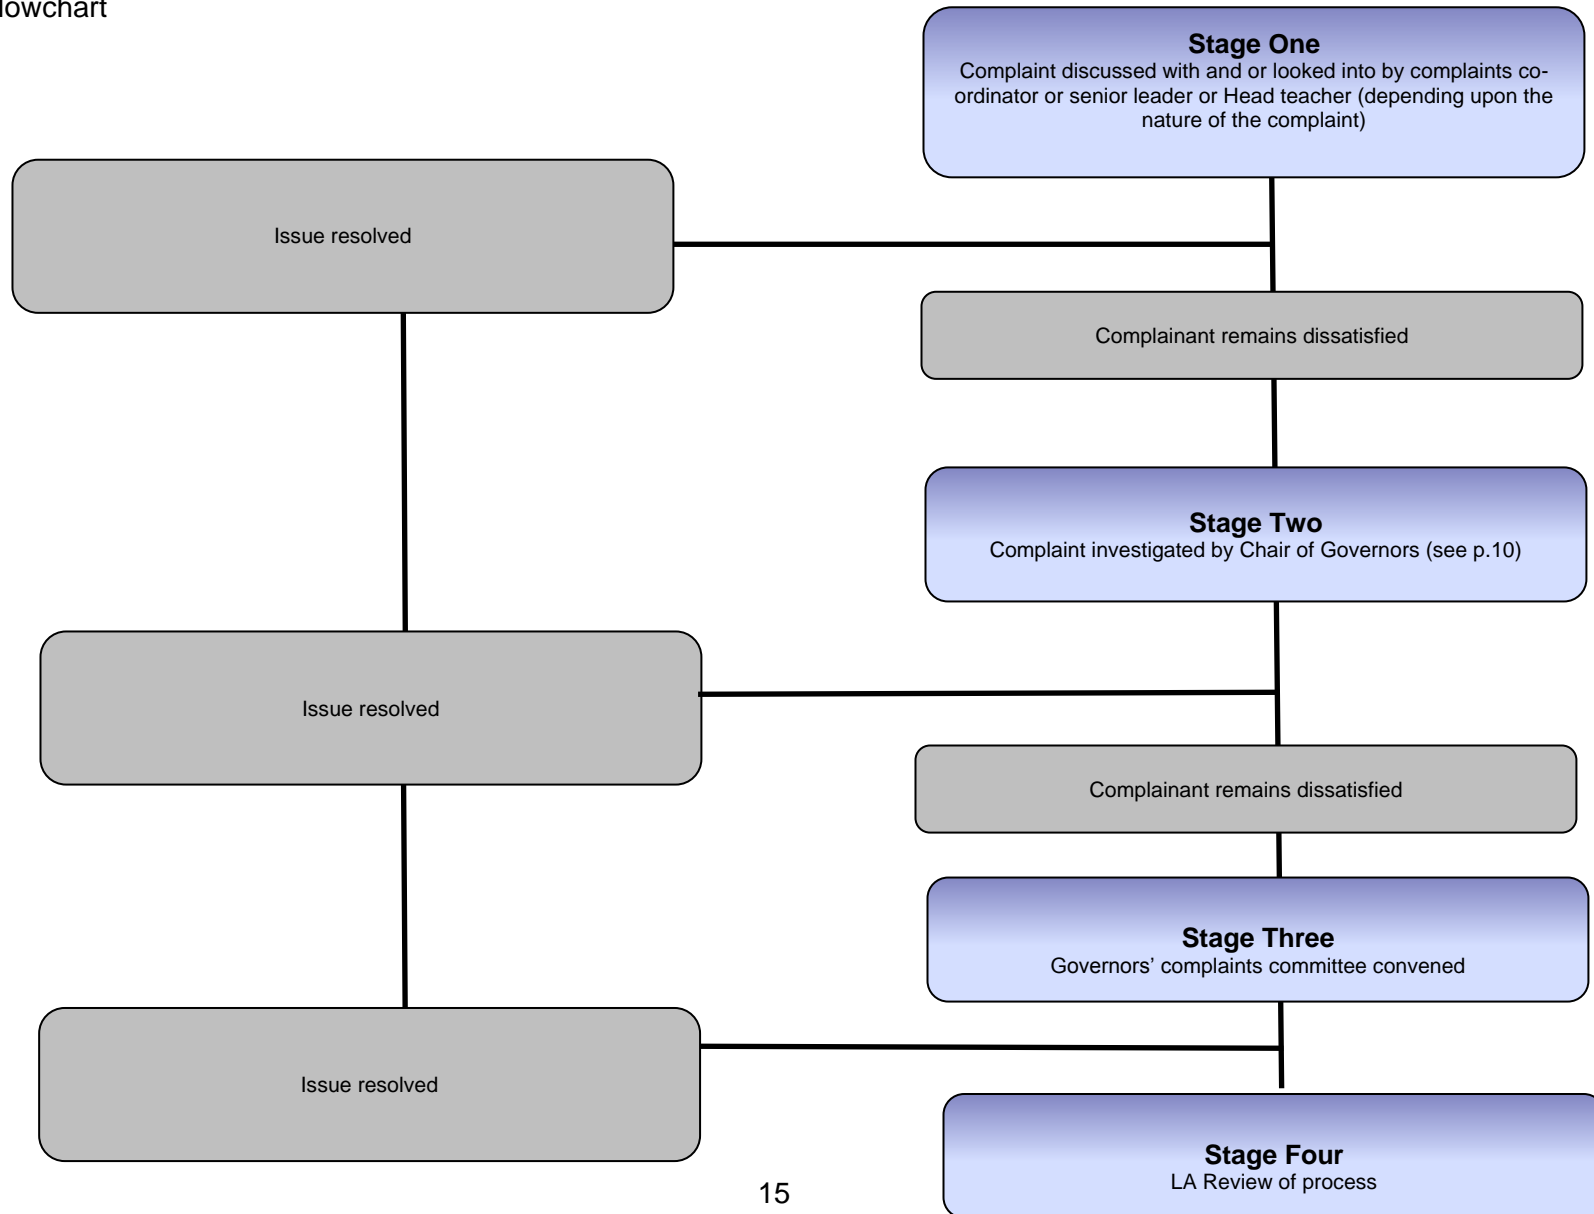 lowchart
Stage One
Complaint discussed with and or looked into by complaints co-
ordinator or senior leader or Head teacher (depending upon the
nature of the complaint)
Issue resolved
Complainant remains dissatisfied
Stage Two
Complaint investigated by Chair of Governors (see p.10)
Issue resolved
Complainant remains dissatisfied
Stage Three
Governors’ complaints committee convened
Issue resolved
Stage Four
LA Review of process
15